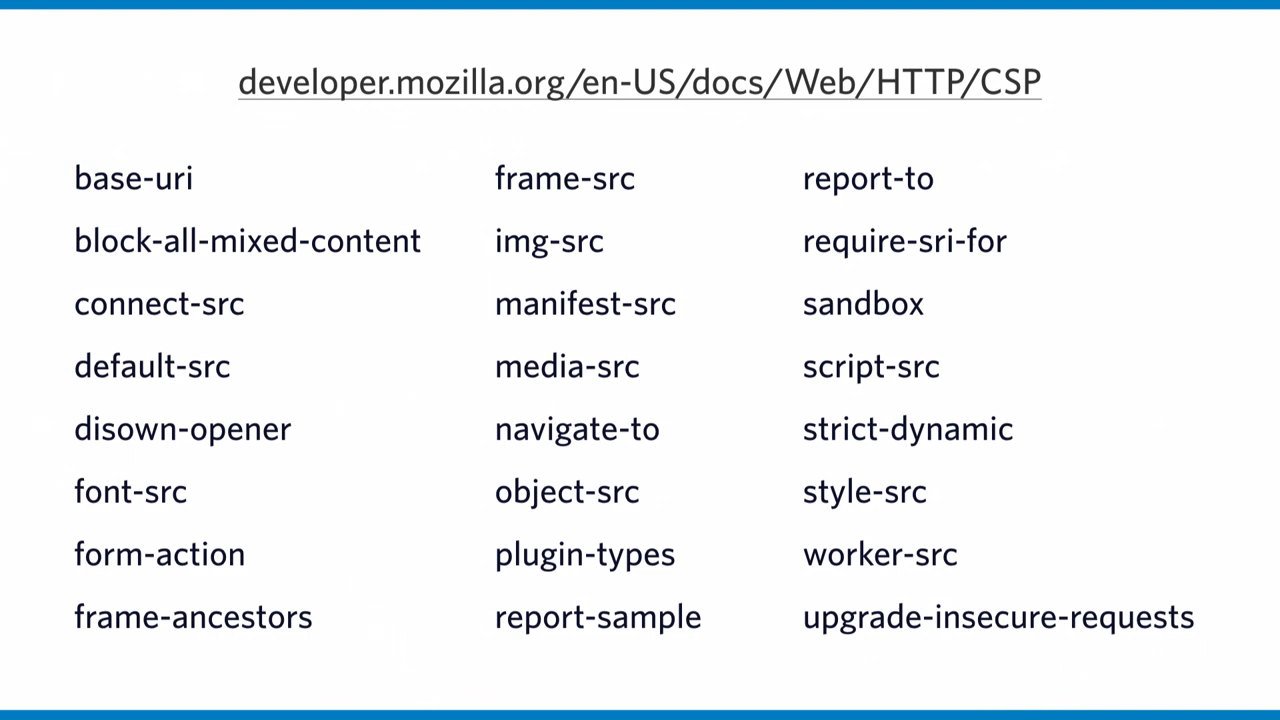 developer.mozilla.org/en-US/docs/Web/HTTP/CSP
base-uri
block-all-mixed-content
connect-src
default-src
disown-opener
font-src
form-action
frame-ancestors
frame-src
img-src
manifest-src
media-src
navigate-to
object-src
plugin-types
report-sample
report-to
require-sri-for
sandbox
script-src
strict-dynamic
style-src
worker-src
upgrade-insecure-requests